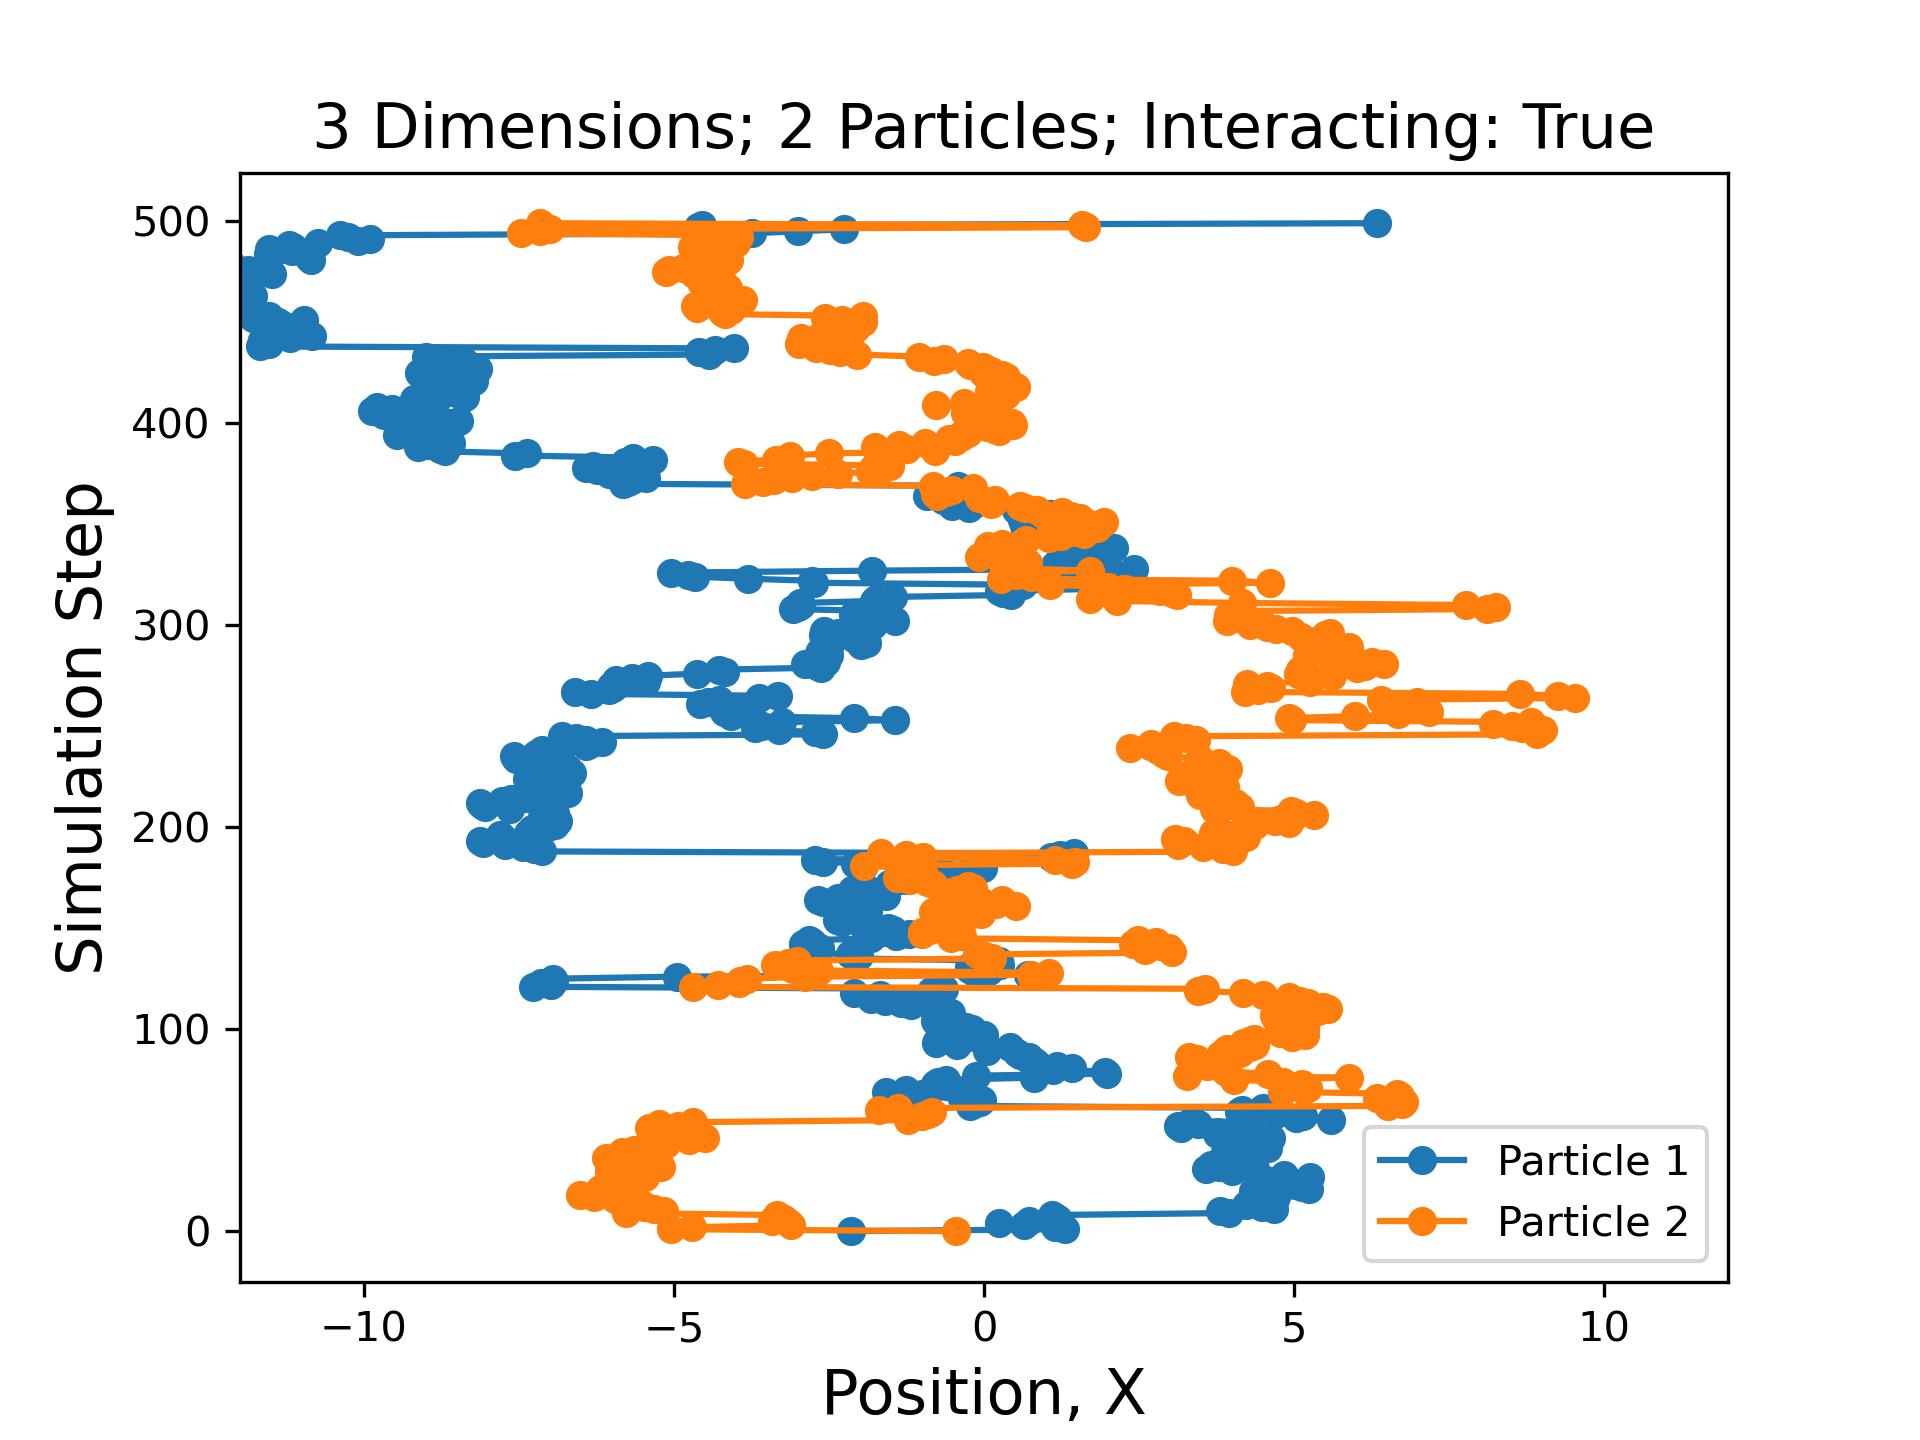 3 Dimensions; 2 Particles; Interacting: True
Simulation Step
500
400
300
200
100
0
−10
−5
0
5
10
Position, X
Particle 1
Particle 2